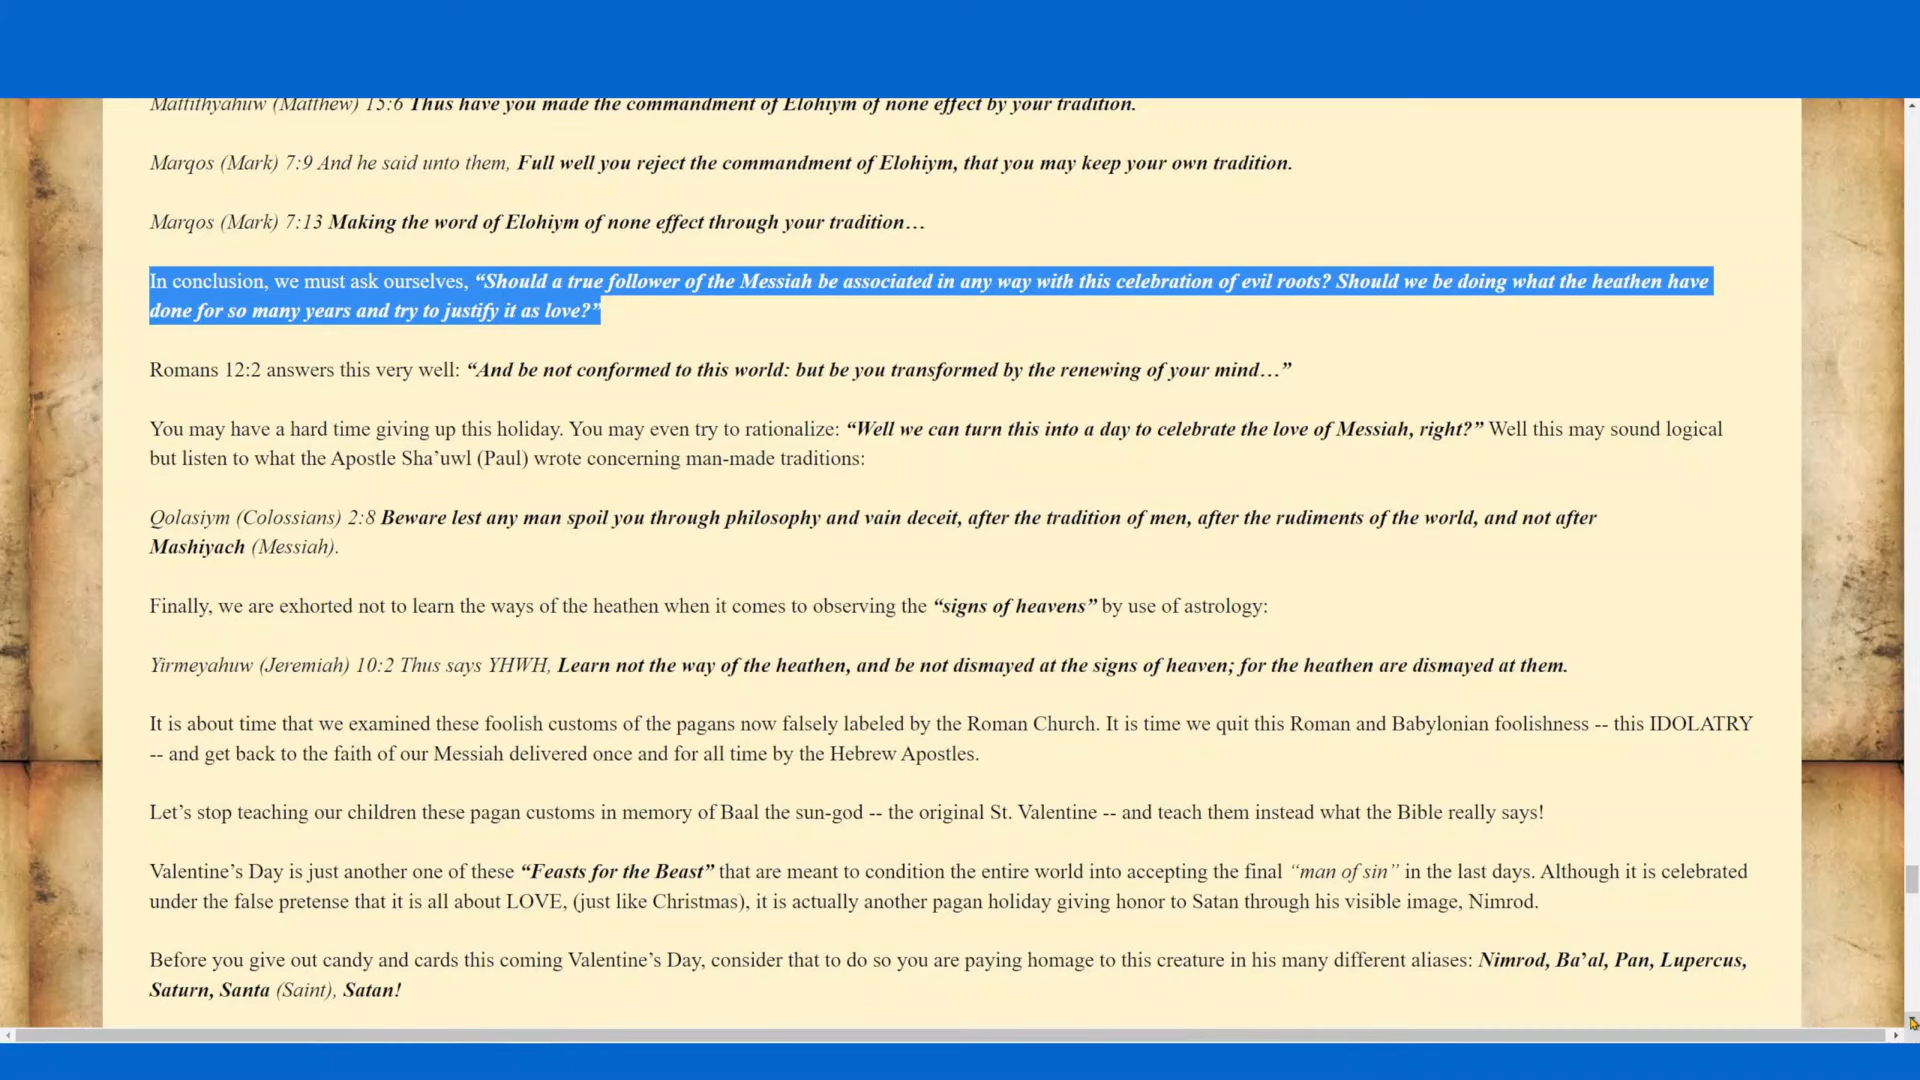 Mattithyahuw (Matthew) 15:6 Thus have you made the commandment of Elohiym of none effect by your tradition.
Marqos (Mark) 7:9 And he said unto them, Full well you reject the commandment of Elohiym, that you may keep your own tradition.
Marqos (Mark) 7:13 Making the word of Elohiym of none effect through your tradition…
In conclusion, we must ask ourselves, “Should a true follower of the Messiah be associated in any way with this celebration of evil roots? Should we be doing what the heathen have
done for so many years and try to justify it as love?”
Romans 12:2 answers this very well: “And be not conformed to this world: but be you transformed by the renewing of your mind…”
You may have a hard time giving up this holiday. You may even try to rationalize: “Well we can turn this into a day to celebrate the love of Messiah, right?” Well this may sound logical
but listen to what the Apostle Sha’uwl (Paul) wrote concerning man-made traditions:
Qolasiym (Colossians) 2:8 Beware lest any man spoil you through philosophy and vain deceit, after the tradition of men, after the rudiments of the world, and not after
Mashiyach (Messiah).
Finally, we are exhorted not to learn the ways of the heathen when it comes to observing the “signs of heavens” by use of astrology:
Yirmeyahuw (Jeremiah) 10:2 Thus says YHWH, Learn not the way of the heathen, and be not dismayed at the signs of heaven; for the heathen are dismayed at them.
It is about time that we examined these foolish customs of the pagans now falsely labeled by the Roman Church. It is time we quit this Roman and Babylonian foolishness -- this IDOLATRY
-- and get back to the faith of our Messiah delivered once and for all time by the Hebrew Apostles.
Let’s stop teaching our children these pagan customs in memory of Baal the sun-god -- the original St. Valentine -- and teach them instead what the Bible really says!
Valentine’s Day is just another one of these “Feasts for the Beast” that are meant to condition the entire world into accepting the final “man of sin” in the last days. Although it is celebrated
under the false pretense that it is all about LOVE, (just like Christmas), it is actually another pagan holiday giving honor to Satan through his visible image, Nimrod.
Before you give out candy and cards this coming Valentine’s Day, consider that to do so you are paying homage to this creature in his many different aliases: Nimrod, Ba’al, Pan, Lupercus,
Saturn, Santa (Saint), Satan!